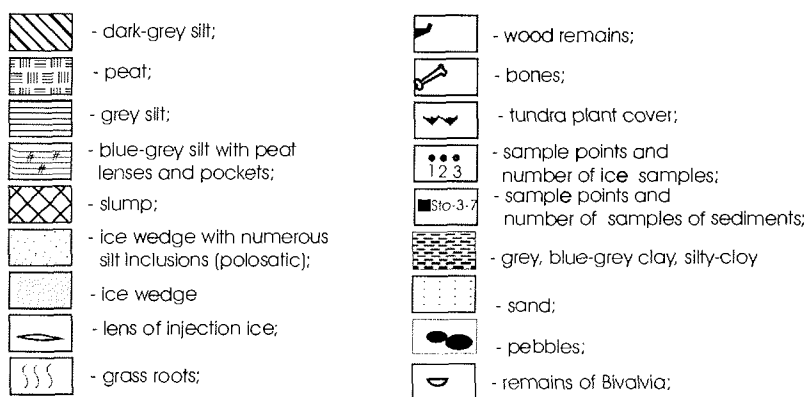 - dark-grey silt;
- peat;
- grey silt;
- blue-grey silt with peat
lenses and pockets;
- slump;
- ice wedge with numerous
silt inclusions (polosatic);
- ice wedge
- lens of injection ice;
- grass roots;
- wood remains;
- bones;
- tundra plant cover;
1 2 3
- sample points and
number of ice samples;
Sto-3-7
- sample points and
number of samples of sediments;
- grey, blue-grey clay, silty-cloy
- sand;
- pebbles;
- remains of Bivalvia;